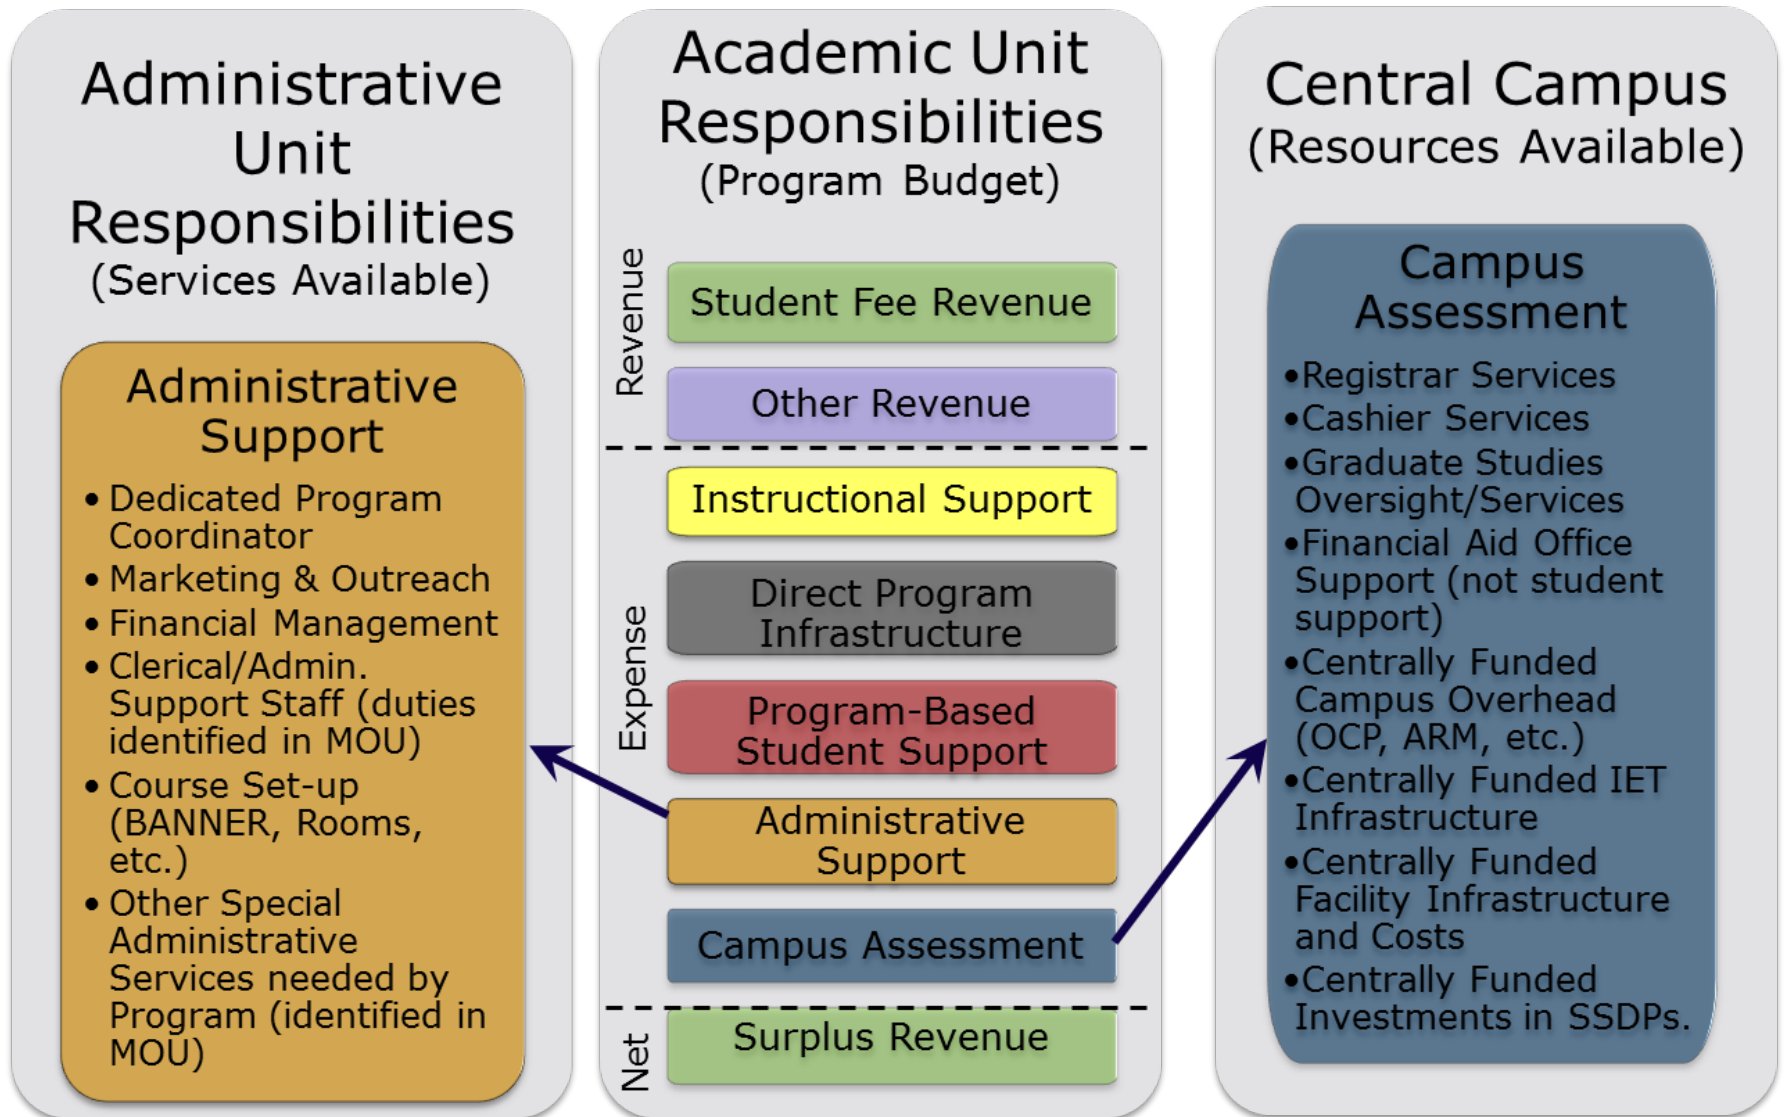 Administrative
Unit
Responsibilities
(Services Available)
Administrative
Support
• Dedicated Program
Coordinator
• Marketing & Outreach
• Financial Management
• Clerical/Admin.
Support Staff (duties
identified in MOU)
• Course Set-up
(BANNER, Rooms,
etc.)
• Other Special
Administrative
Services needed by
Program (identified in
MOU)
Academic Unit
Responsibilities
(Program Budget)
Revenue
Student Fee Revenue
Other Revenue
Expense
Instructional Support
Direct Program
Infrastructure
Program-Based
Student Support
Administrative
Support
Campus Assessment
Net
Surplus Revenue
Central Campus
(Resources Available)
Campus
Assessment
•Registrar Services
•Cashier Services
•Graduate Studies
Oversight/Services
•Financial Aid Office
Support (not student
support)
•Centrally Funded
Campus Overhead
(OCP, ARM, etc.)
•Centrally Funded IET
Infrastructure
•Centrally Funded
Facility Infrastructure
and Costs
•Centrally Funded
Investments in SSDPs.